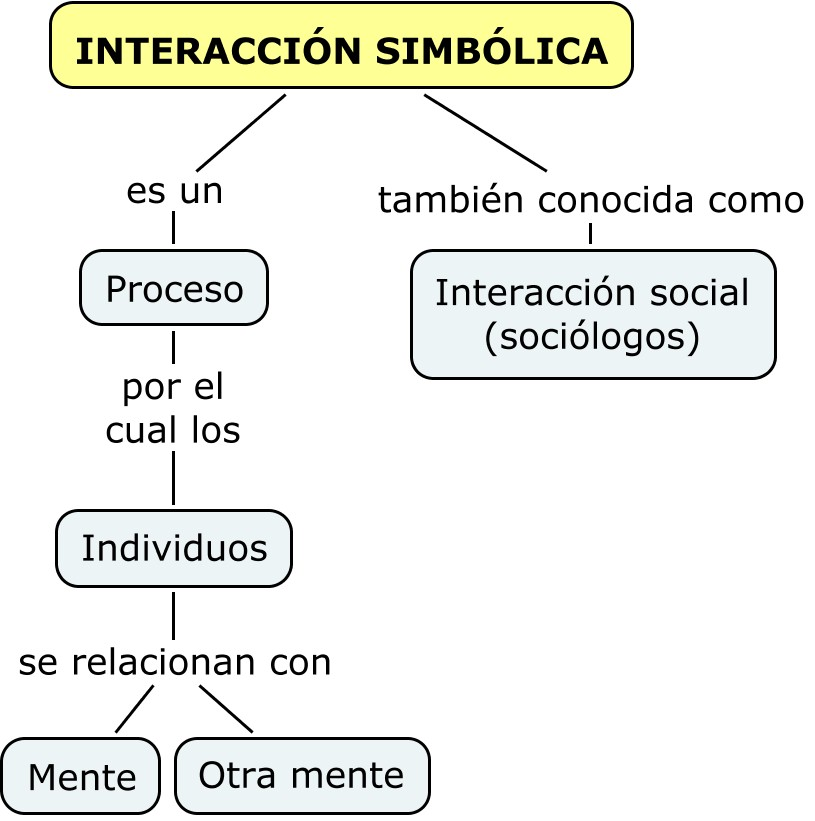 INTERACCIÓN SIMBÓLICA
es un
también conocida como
Proceso
Interacción social
(sociólogos)
por el
cual los
Individuos
se relacionan con
Mente
Otra mente